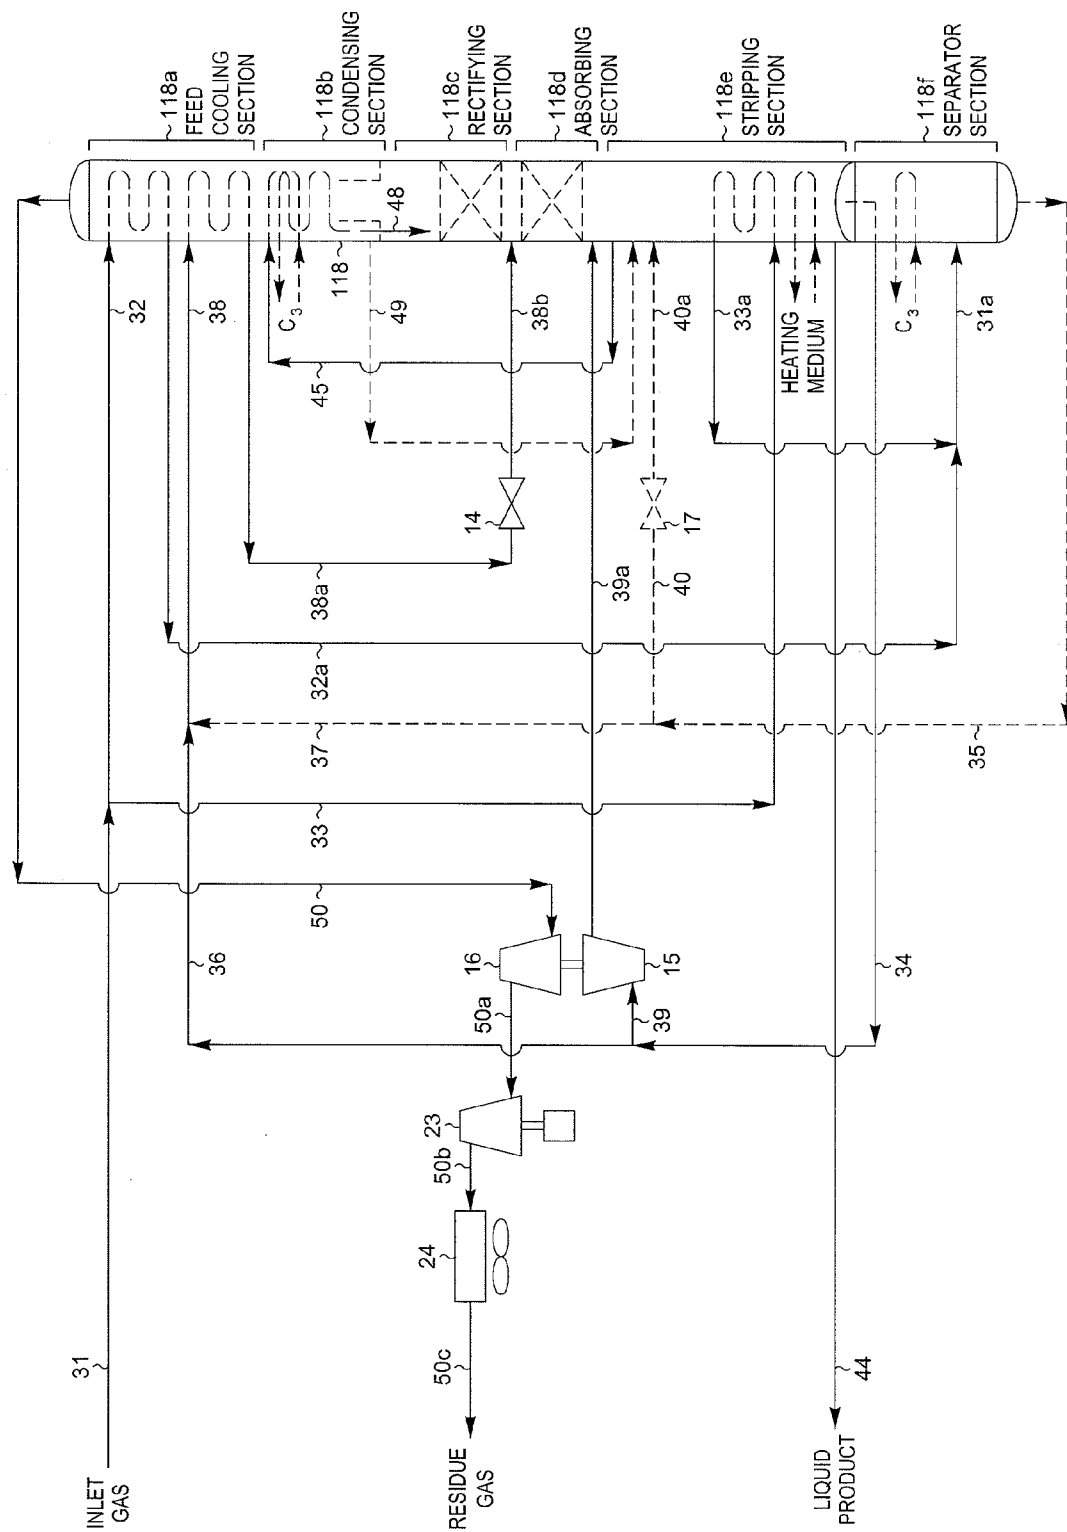 118a
FEED
COOLING
SECTION
118b
CONDENSING
SECTION
118c
RECTIFYING
SECTION
118d
ABSORBING
SECTION
118e
STRIPPING
SECTION
118f
SEPARATOR
SECTION
32
38
C3
118
48
49
45
38b
40a
33a
HEATING
MEDIUM
C3
31a
14
17
38a
39a
40
32a
37
35
33
50
36
16
15
34
50a
39
23
50b
24
31
50c
44
INLET
GAS
RESIDUE
GAS
LIQUID
PRODUCT